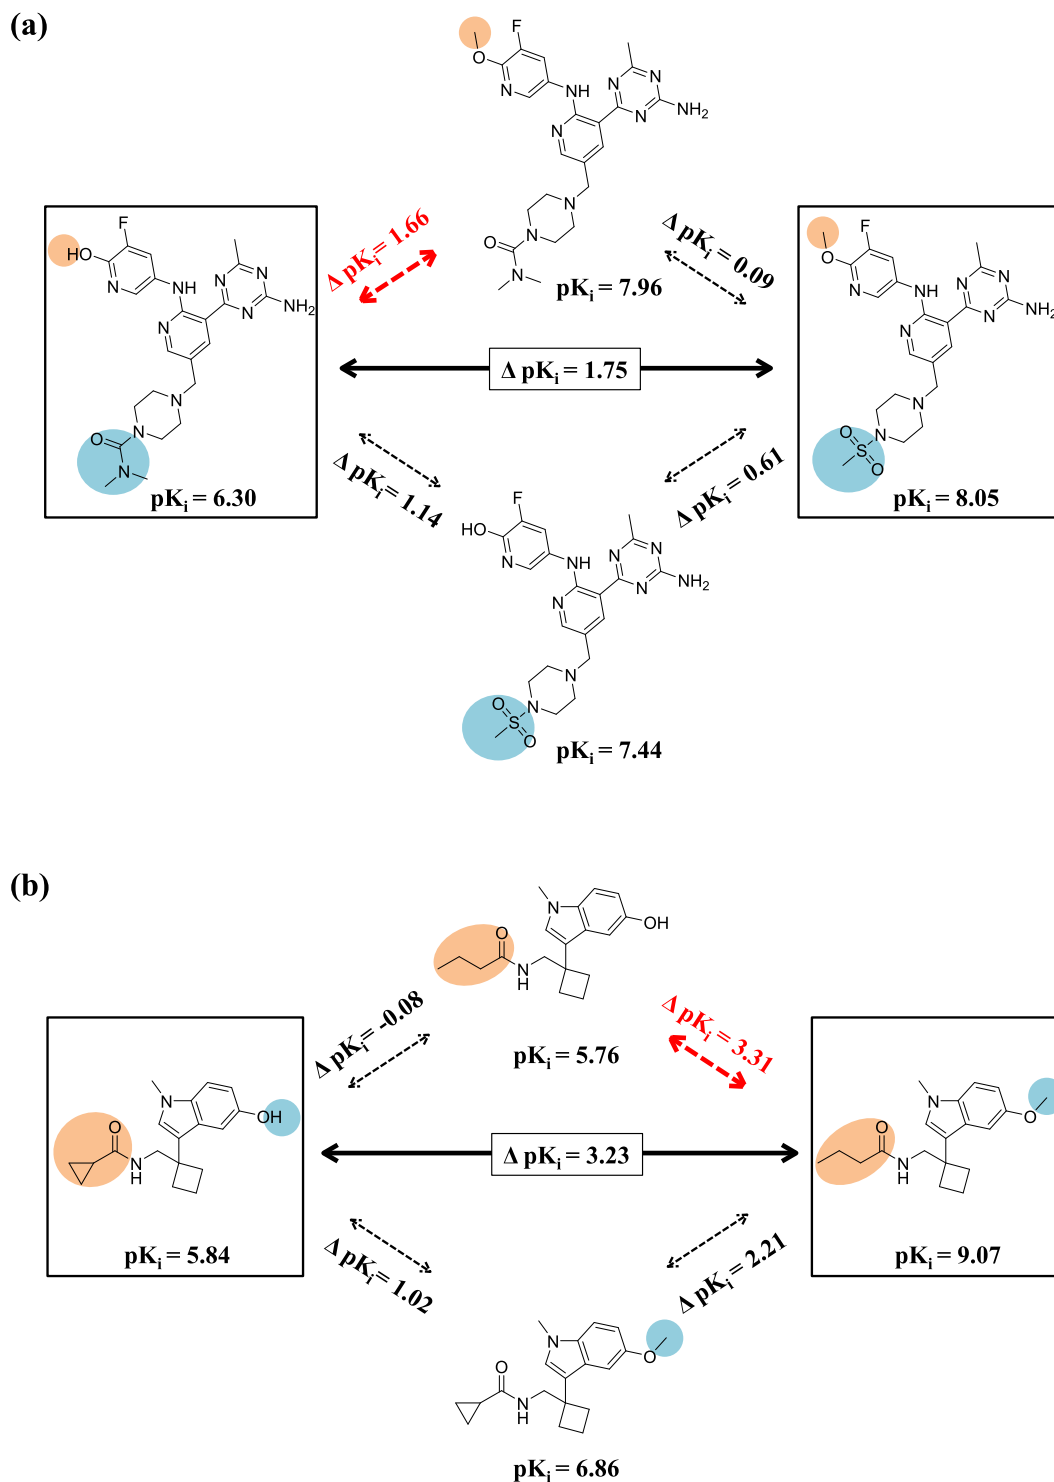 (a)
F
O
N
NH
N
N
N
NH2
N
N
N
O
N
pKi = 7.96
Δ pKi = 1.66
Δ pKi = 0.09
F
HO
N
NH
N
N
N
NH2
N
N
N
O
N
pKi = 6.30
Δ pKi = 1.75
F
O
N
NH
N
N
N
NH2
N
N
N
O
S
O
pKi = 8.05
Δ pKi = 1.14
Δ pKi = 0.61
F
HO
N
NH
N
N
N
NH2
N
N
N
O
S
O
pKi = 7.44
(b)
N
OH
O
N
H
pKi = 5.76
Δ pKi = -0.08
Δ pKi = 3.31
N
OH
O
N
H
pKi = 5.84
Δ pKi = 3.23
N
O
O
N
H
pKi = 9.07
Δ pKi = 1.02
Δ pKi = 2.21
N
O
O
N
H
pKi = 6.86